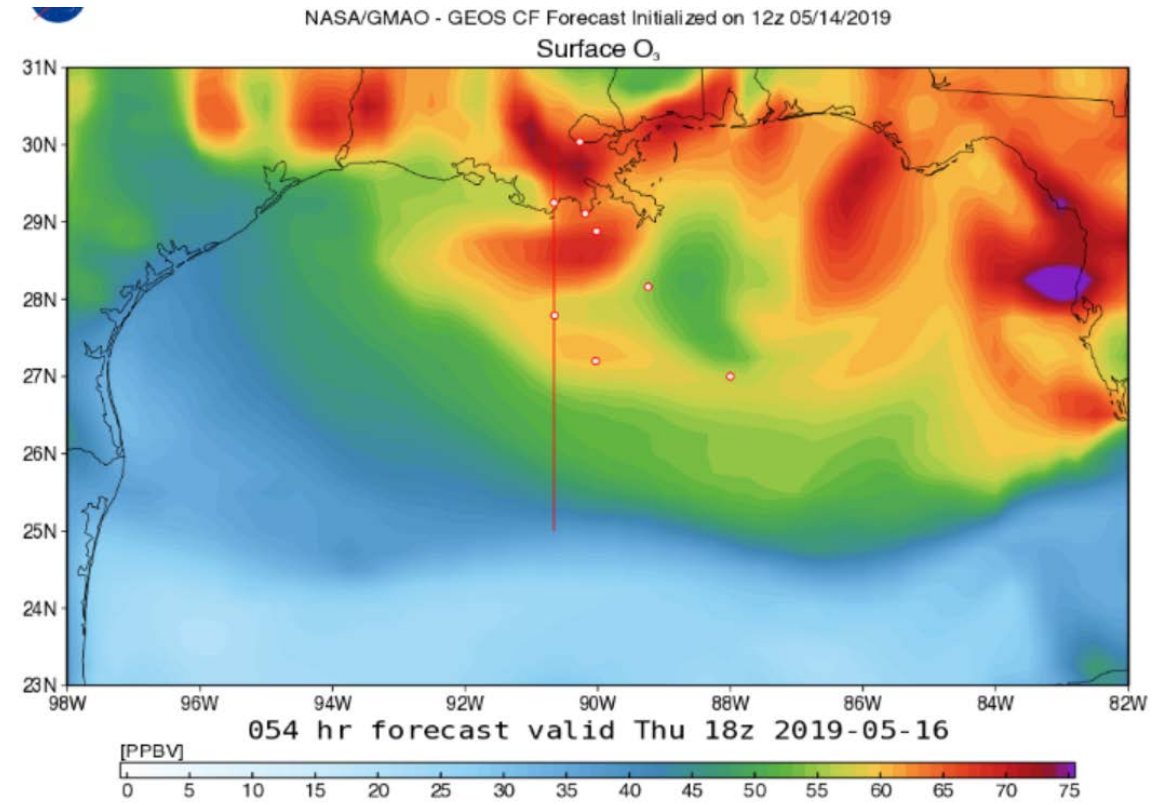 NASA/GMAO - GEOS CF Forecast Initialized on 12z 05/14/2019
Surface O₃
31N
30N
29N
28N
27N
26N
25N
24N
23N
98W 96W 94W 92W 90W 88W 86W 84W 82W
054 hr forecast valid Thu 18z 2019-05-16
[PPBV]
0 5 10 15 20 25 30 35 40 45 50 55 60 65 70 75